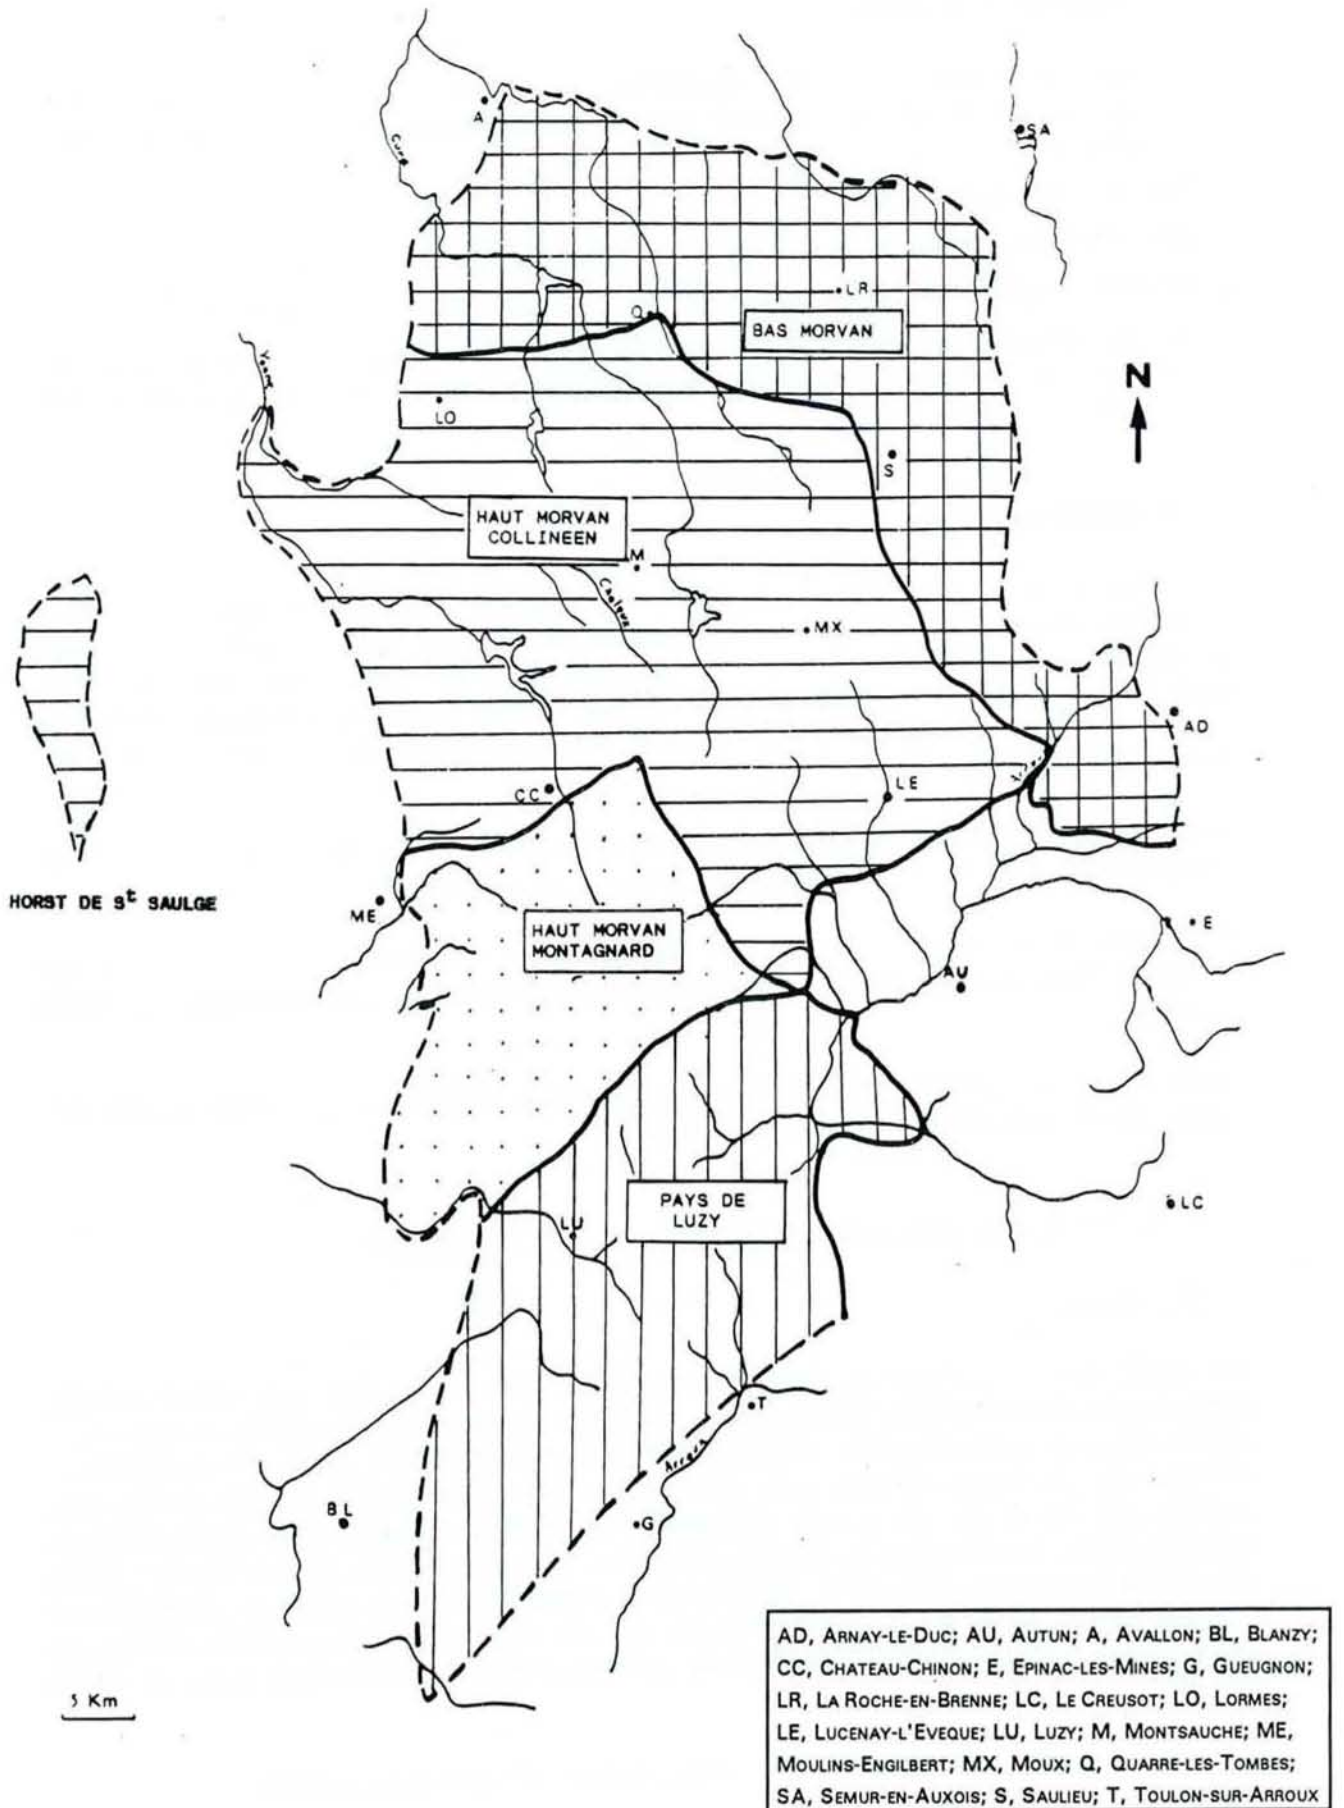 A
Cure
SA
LR
Q
BAS MORVAN
Yonne
N
LO
S
HAUT MORVAN
COLLINEEN
M
Chalaux
MX
AD
CC
LE
HORST DE St SAULGE
ME
HAUT MORVAN
MONTAGNARD
E
AU
PAYS DE
LUZY
LC
LU
T
Arroux
BL
G
5 Km
AD, ARNAY-LE-DUC; AU, AUTUN; A, AVALLON; BL, BLANZY;
CC, CHATEAU-CHINON; E, EPINAC-LES-MINES; G, GUEUGNON;
LR, LA ROCHE-EN-BRENNE; LC, LE CREUSOT; LO, LORMES;
LE, LUCENAY-L'EVEQUE; LU, LUZY; M, MONTSAUCHE; ME,
MOULINS-ENGILBERT; MX, MOUX; Q, QUARRE-LES-TOMBES;
SA, SEMUR-EN-AUXOIS; S, SAULIEU; T, TOULON-SUR-ARROUX